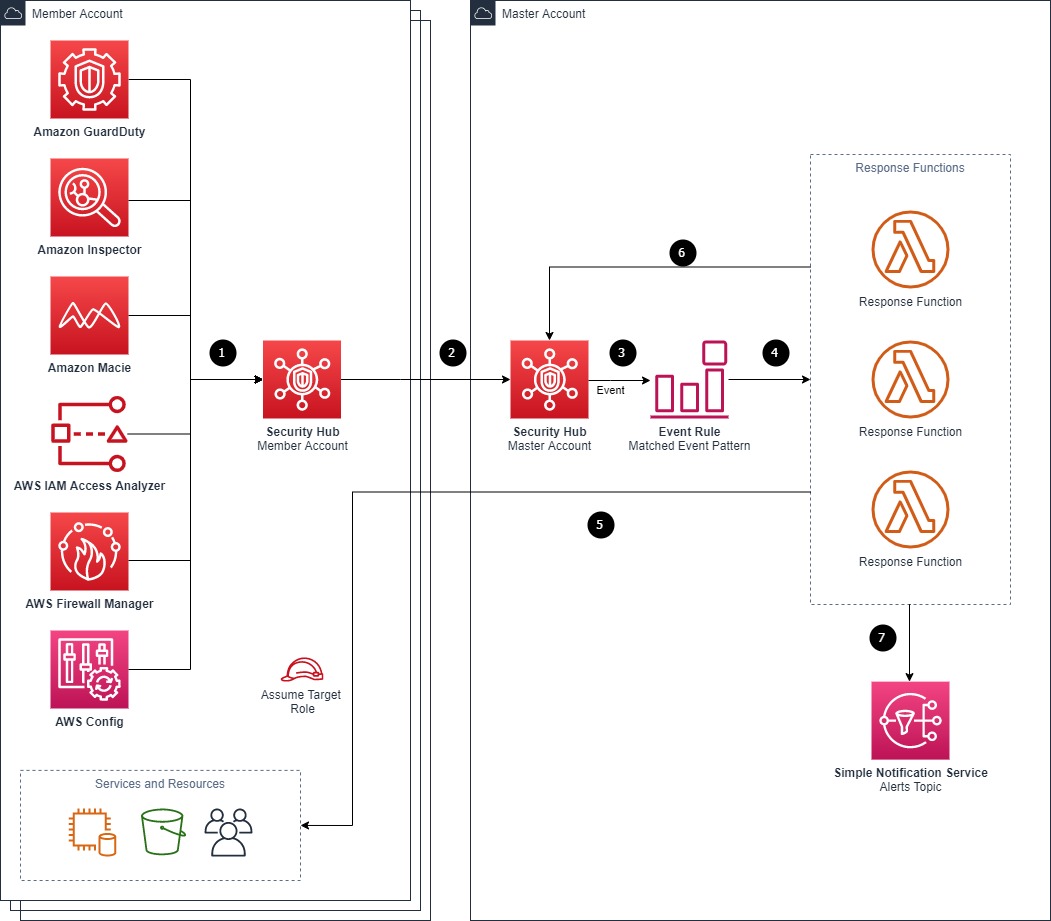 Member Account
Master Account
Amazon GuardDuty
Amazon Inspector
Amazon Macie
AWS IAM Access Analyzer
AWS Firewall Manager
AWS Config
1
Security Hub
Member Account
2
Security Hub
Master Account
3
Event
Event Rule
Matched Event Pattern
4
Response Functions
Response Function
Response Function
Response Function
6
5
Assume Target
Role
Services and Resources
7
Simple Notification Service
Alerts Topic